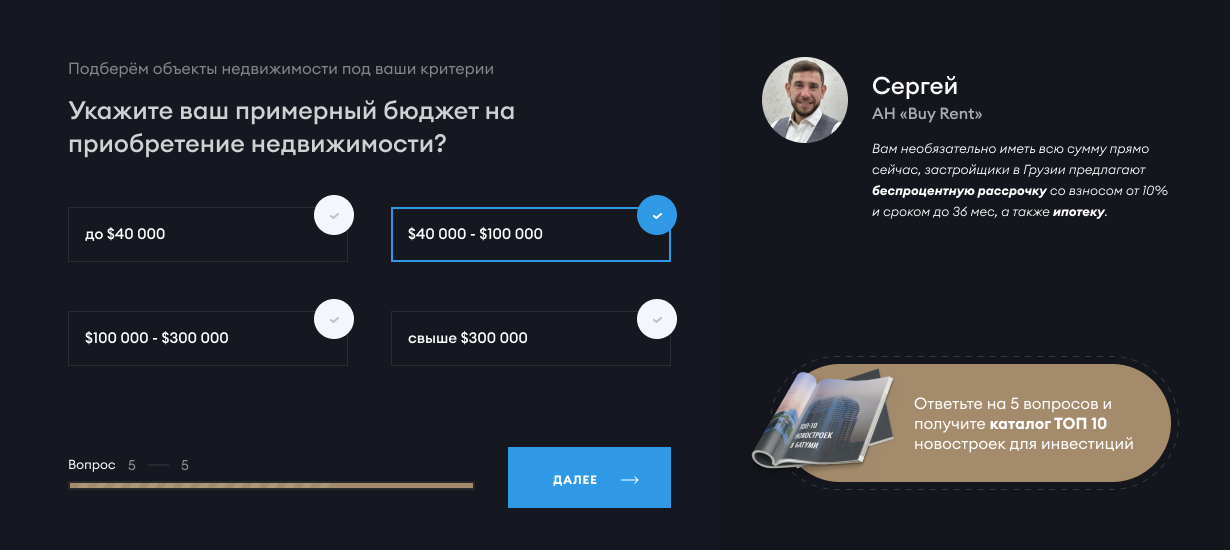 Подберём объекты недвижимости под ваши критерии
Укажите ваш примерный бюджет на
приобретение недвижимости?
до $40 000
$40 000 - $100 000
$100 000 - $300 000
свыше $300 000
Вопрос 5 — 5
ДАЛЕЕ
Сергей
АН «Buy Rent»
Вам необязательно иметь всю сумму прямо
сейчас, застройщики в Грузии предлагают
беспроцентную рассрочку со взносом от 10%
и сроком до 36 мес, а также ипотеку.
ТОП-10
НОВОСТРОЕК
В БАТУМИ
Ответьте на 5 вопросов и
получите каталог ТОП 10
новостроек для инвестиций